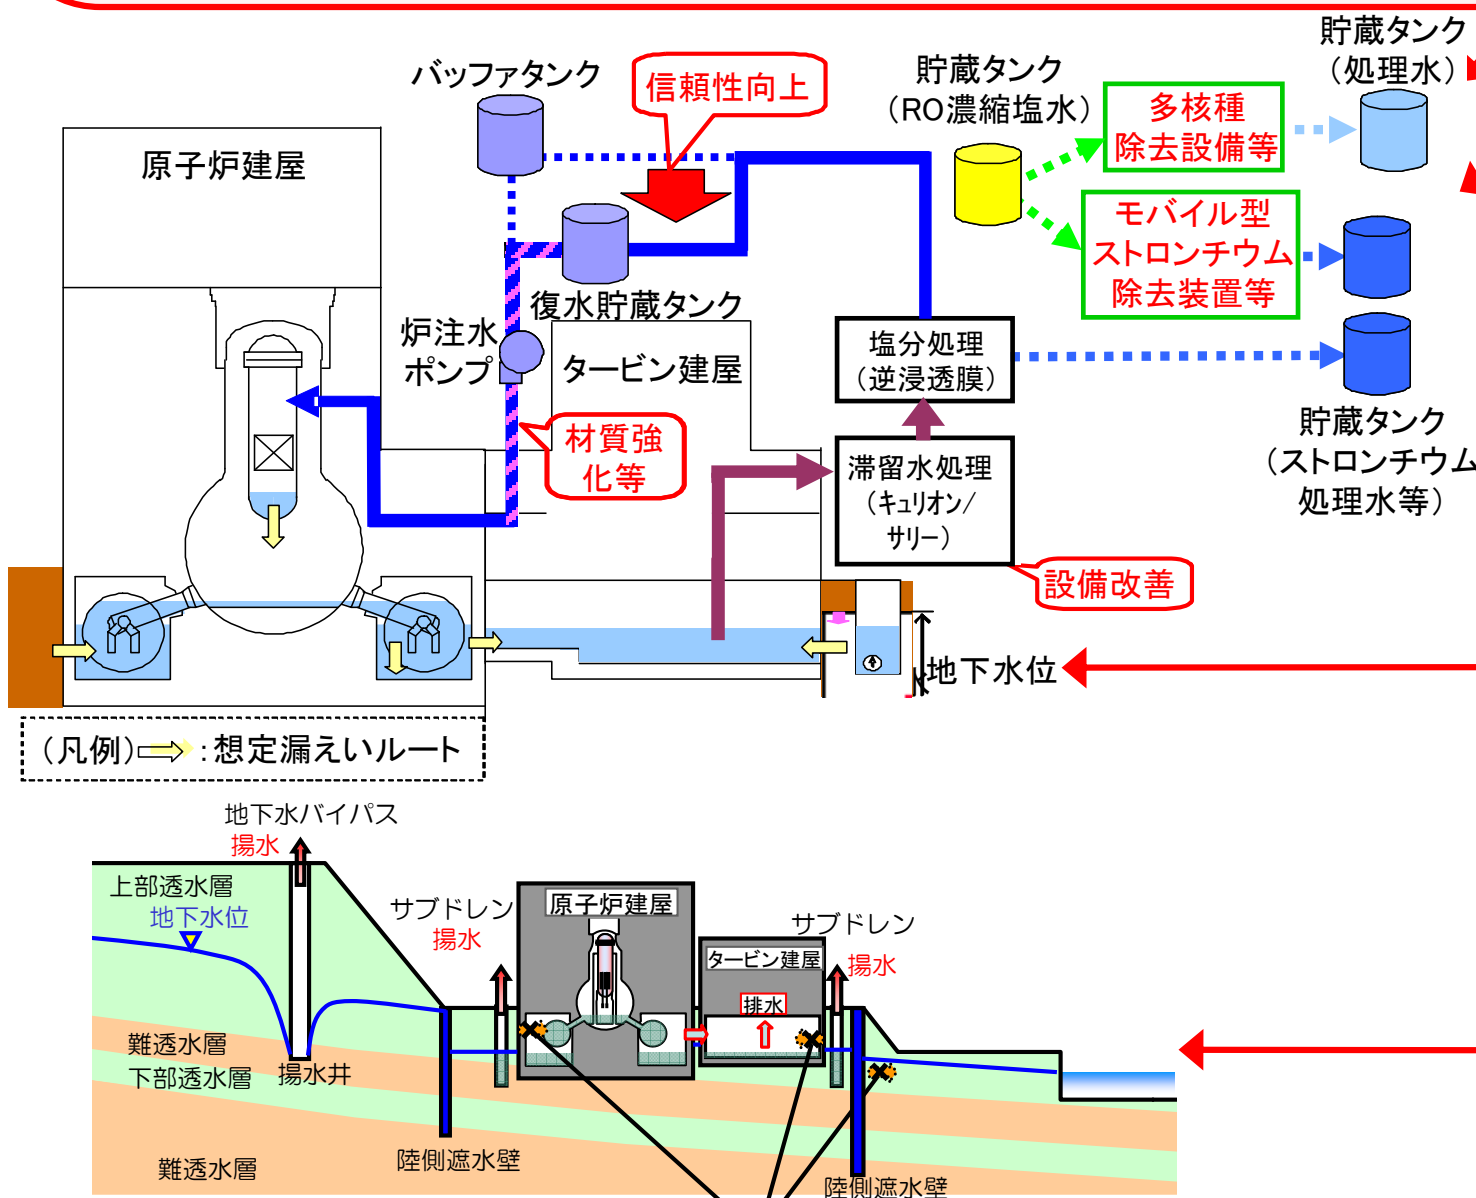 貯蔵タンク
（処理水）
貯蔵タンク
（RO濃縮塩水）
バッファタンク
信頼性向上
多核種
除去設備等
原子炉建屋
モバイル型
ストロンチウム
除去装置等
復水貯蔵タンク
炉注水
ポンプ
タービン建屋
塩分処理
（逆浸透膜）
材質強
化等
滞留水処理
（キュリオン/
サリー）
貯蔵タンク
（ストロンチウム
処理水等）
設備改善
地下水位
（凡例）
：想定漏えいルート
地下水バイパス
揚水
上部透水層
地下水位
サブドレン
揚水
原子炉建屋
サブドレン
揚水
タービン建屋
排水
難透水層
下部透水層
揚水井
陸側遮水壁
難透水層
陸側遮水壁